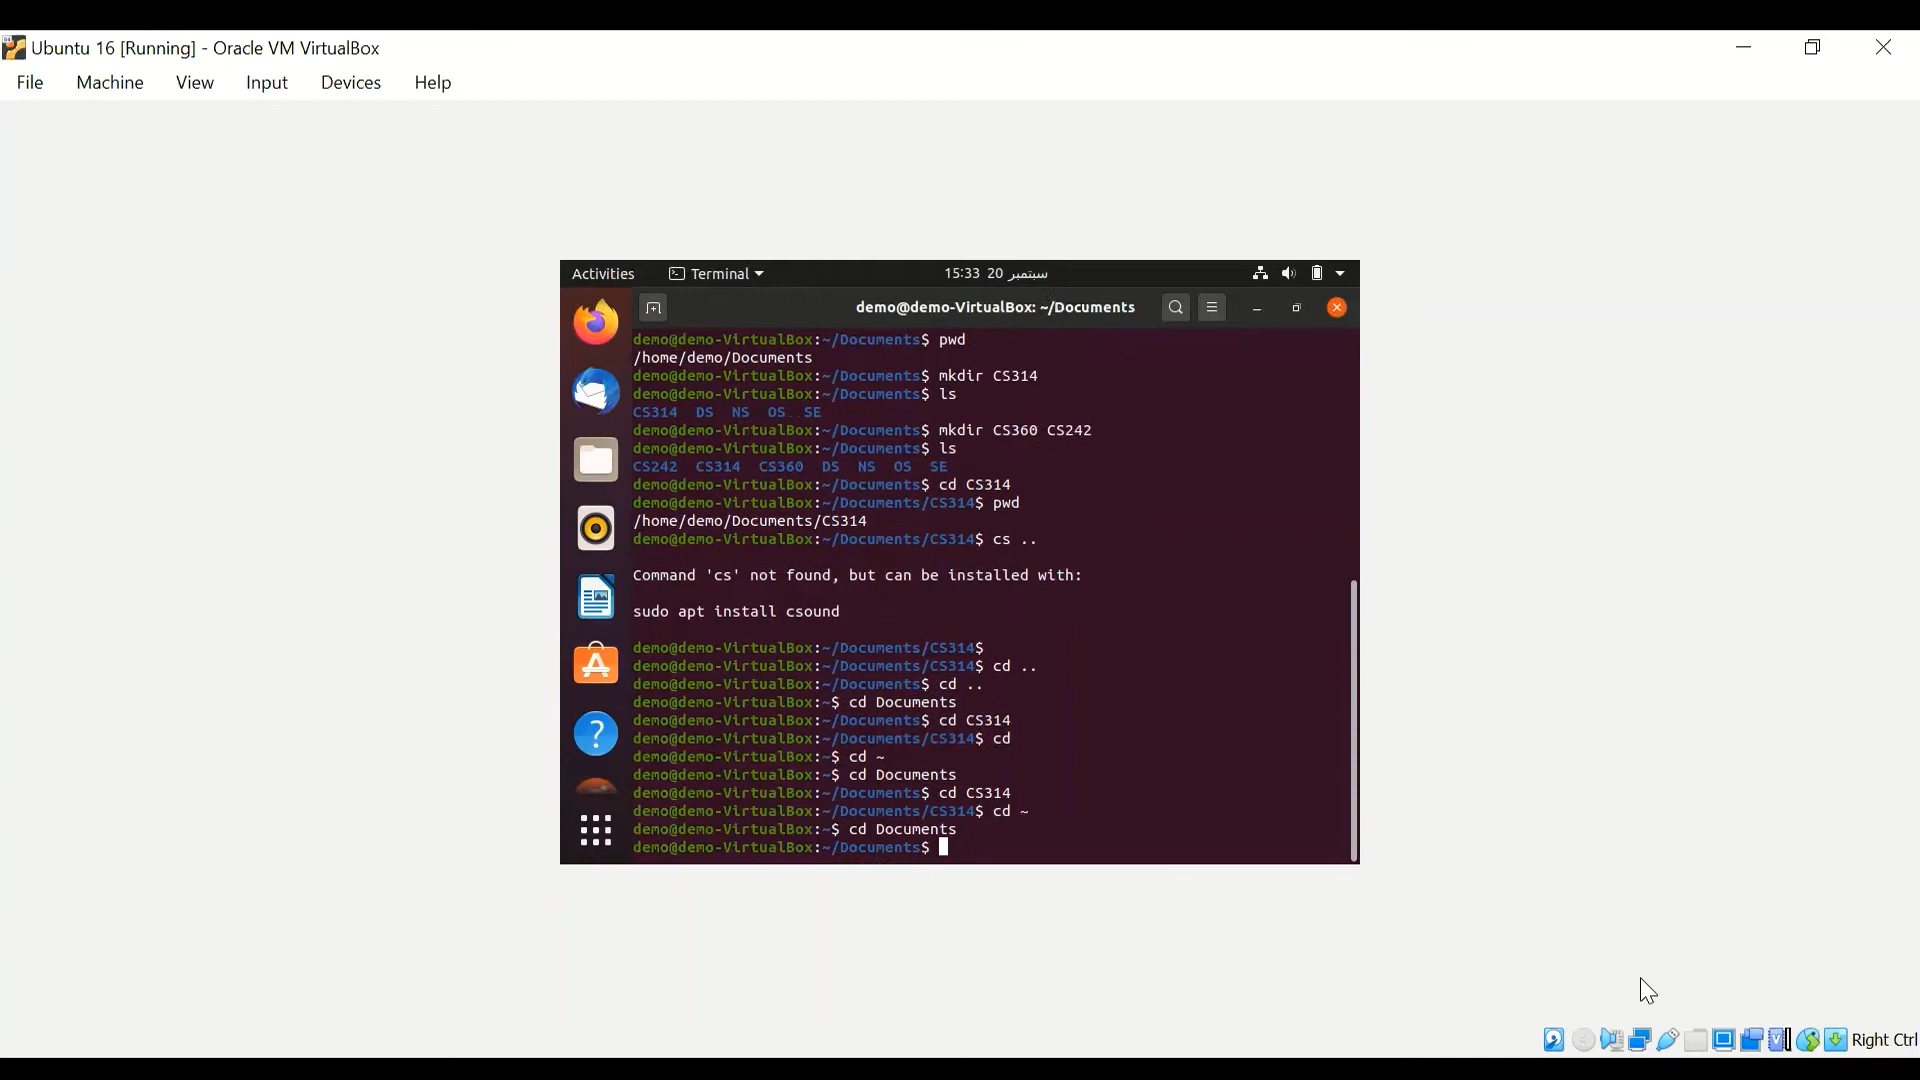 Ubuntu 16 [Running] - Oracle VM VirtualBox
File Machine View Input Devices Help
Activities Terminal 15:33 20 سبتمبر
demo@demo-VirtualBox: ~/Documents
demo@demo-VirtualBox:~/Documents$ pwd
/home/demo/Documents
demo@demo-VirtualBox:~/Documents$ mkdir CS314
demo@demo-VirtualBox:~/Documents$ ls
CS314 DS NS OS SE
demo@demo-VirtualBox:~/Documents$ mkdir CS360 CS242
demo@demo-VirtualBox:~/Documents$ ls
CS242 CS314 CS360 DS NS OS SE
demo@demo-VirtualBox:~/Documents$ cd CS314
demo@demo-VirtualBox:~/Documents/CS314$ pwd
/home/demo/Documents/CS314
demo@demo-VirtualBox:~/Documents/CS314$ cs ..
Command 'cs' not found, but can be installed with:
sudo apt install csound
demo@demo-VirtualBox:~/Documents/CS314$
demo@demo-VirtualBox:~/Documents/CS314$ cd ..
demo@demo-VirtualBox:~/Documents$ cd ..
demo@demo-VirtualBox:~$ cd Documents
demo@demo-VirtualBox:~/Documents$ cd CS314
demo@demo-VirtualBox:~/Documents/CS314$ cd
demo@demo-VirtualBox:~$ cd ~
demo@demo-VirtualBox:~$ cd Documents
demo@demo-VirtualBox:~/Documents$ cd CS314
demo@demo-VirtualBox:~/Documents/CS314$ cd ~
demo@demo-VirtualBox:~$ cd Documents
demo@demo-VirtualBox:~/Documents$
Right Ctrl